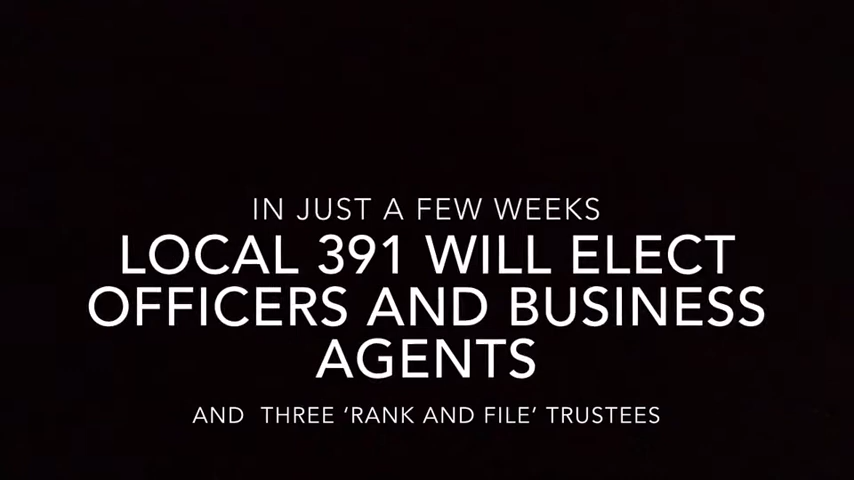 IN JUST A FEW WEEKS
LOCAL 391 WILL ELECT
OFFICERS AND BUSINESS
AGENTS
AND THREE ‘RANK AND FILE’ TRUSTEES